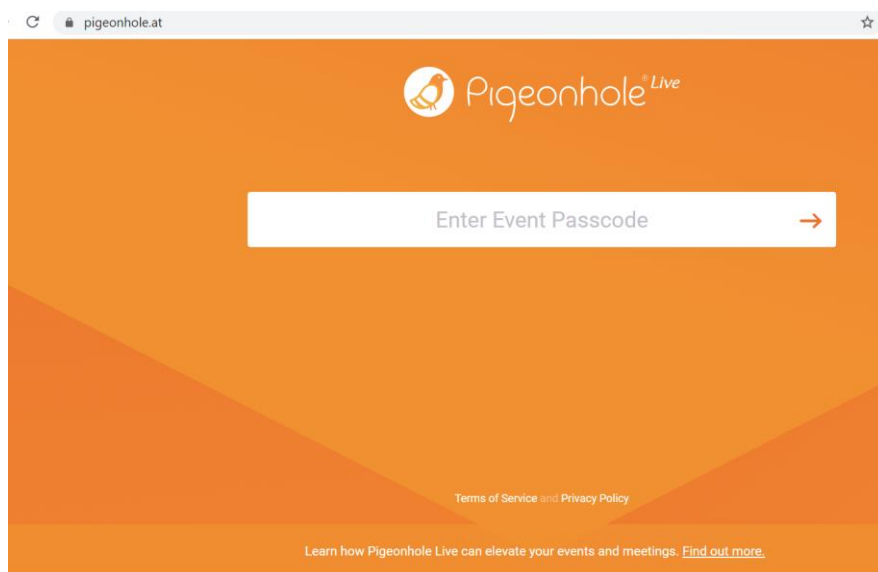 pigeonhole.at
Pigeonhole® Live
Enter Event Passcode
Terms of Service and Privacy Policy
Learn how Pigeonhole Live can elevate your events and meetings. Find out more.